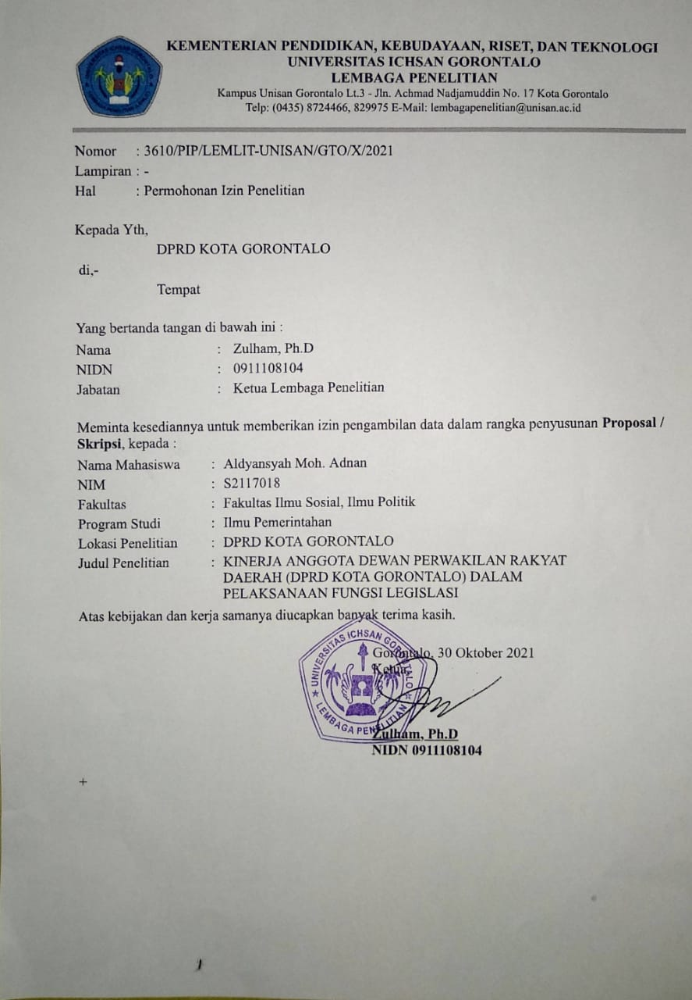 KEMENTERIAN PENDIDIKAN, KEBUDAYAAN, RISET, DAN TEKNOLOGI
UNIVERSITAS ICHSAN GORONTALO
LEMBAGA PENELITIAN
Kampus Unisan Gorontalo Lt.3 - Jln. Achmad Nadjamuddin No. 17 Kota Gorontalo
Telp: (0435) 8724466, 829975 E-Mail: lembagapenelitian@unisan.ac.id
Nomor : 3610/PIP/LEMLIT-UNISAN/GTO/X/2021
Lampiran : -
Hal : Permohonan Izin Penelitian
Kepada Yth,
DPRD KOTA GORONTALO
di,-
Tempat
Yang bertanda tangan di bawah ini :
Nama : Zulham, Ph.D
NIDN : 0911108104
Jabatan : Ketua Lembaga Penelitian
Meminta kesediannya untuk memberikan izin pengambilan data dalam rangka penyusunan Proposal /
Skripsi, kepada :
Nama Mahasiswa : Aldyansyah Moh. Adnan
NIM : S2117018
Fakultas : Fakultas Ilmu Sosial, Ilmu Politik
Program Studi : Ilmu Pemerintahan
Lokasi Penelitian : DPRD KOTA GORONTALO
Judul Penelitian : KINERJA ANGGOTA DEWAN PERWAKILAN RAKYAT
DAERAH (DPRD KOTA GORONTALO) DALAM
PELAKSANAAN FUNGSI LEGISLASI
Atas kebijakan dan kerja samanya diucapkan banyak terima kasih.
Gorontalo, 30 Oktober 2021
Ketua,
UNIVERSITAS ICHSAN GORONTALO
LEMBAGA PENELITIAN
Zulham, Ph.D
NIDN 0911108104
+